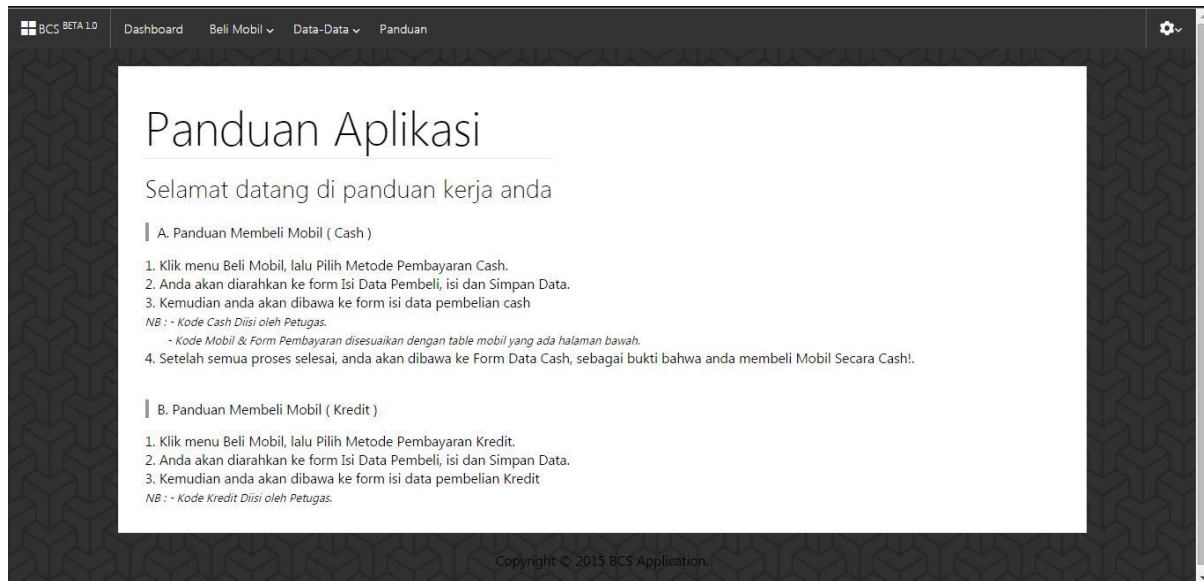 BCS BETA 1.0 Dashboard Beli Mobil Data-Data Panduan
Panduan Aplikasi
Selamat datang di panduan kerja anda
A. Panduan Membeli Mobil ( Cash )
1. Klik menu Beli Mobil, lalu Pilih Metode Pembayaran Cash.
2. Anda akan diarahkan ke form Isi Data Pembeli, isi dan Simpan Data.
3. Kemudian anda akan dibawa ke form isi data pembelian cash
NB : - Kode Cash Diisi oleh Petugas.
- Kode Mobil & Form Pembayaran disesuaikan dengan table mobil yang ada halaman bawah.
4. Setelah semua proses selesai, anda akan dibawa ke Form Data Cash, sebagai bukti bahwa anda membeli Mobil Secara Cash!.
B. Panduan Membeli Mobil ( Kredit )
1. Klik menu Beli Mobil, lalu Pilih Metode Pembayaran Kredit.
2. Anda akan diarahkan ke form Isi Data Pembeli, isi dan Simpan Data.
3. Kemudian anda akan dibawa ke form isi data pembelian Kredit
NB : - Kode Kredit Diisi oleh Petugas.
Copyright © 2015 BCS Application.